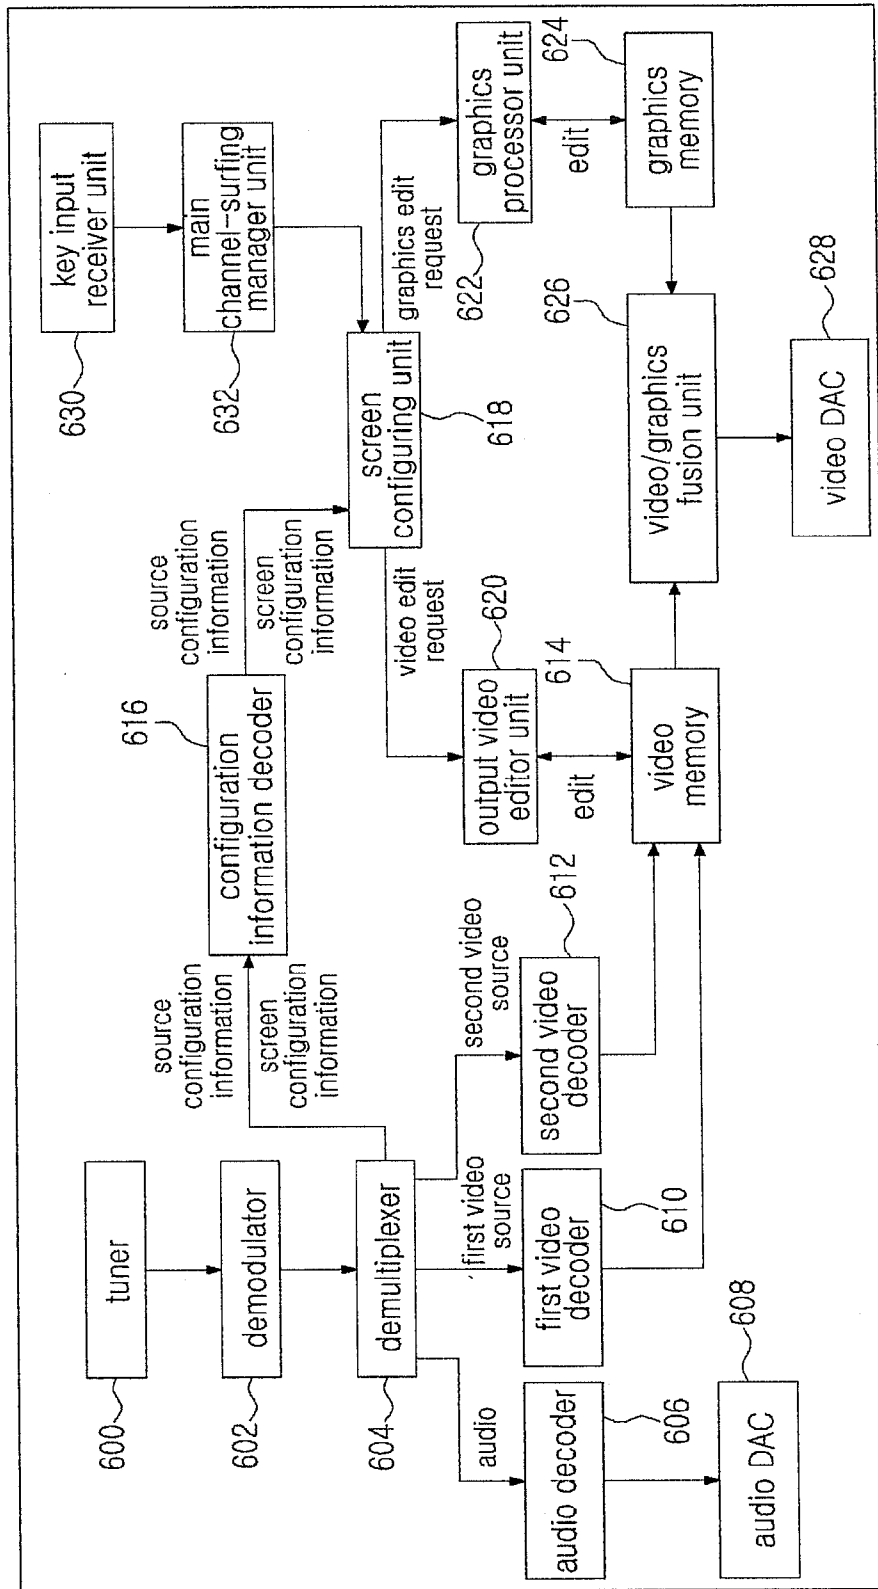 tuner
600
demodulator
602
demultiplexer
604
audio
audio decoder
606
audio DAC
608
first video
source
first video
decoder
610
second video
source
second video
decoder
612
source
configuration
information
screen
configuration
information
configuration
information decoder
616
source
configuration
information
screen
configuration
information
key input
receiver unit
630
main
channel-surfing
manager unit
632
screen
configuring unit
618
video edit
request
graphics edit
request
output video
editor unit
620
edit
video
memory
614
graphics
processor unit
622
edit
graphics
memory
624
video/graphics
fusion unit
626
video DAC
628